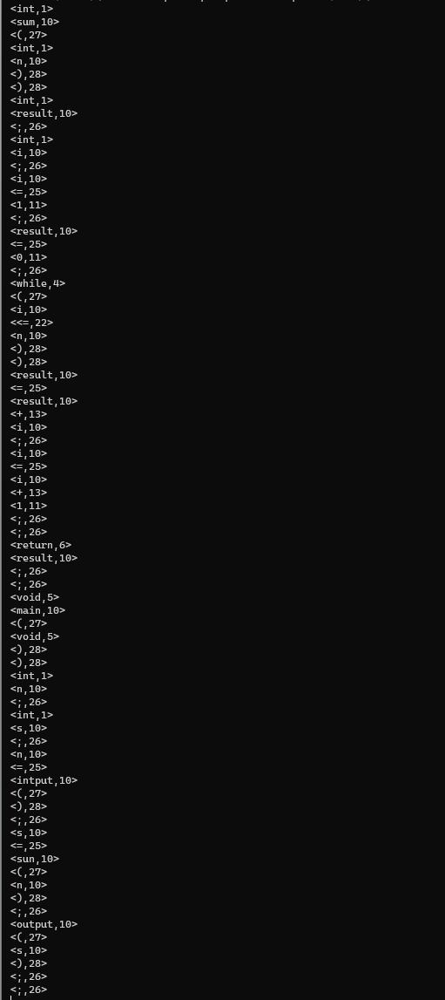 <int,1>
<sum,10>
<(,27>
<int,1>
<n,10>
<),28>
<),28>
<int,1>
<result,10>
<;,26>
<int,1>
<i,10>
<;,26>
<i,10>
<=,25>
<1,11>
<;,26>
<result,10>
<=,25>
<0,11>
<;,26>
<while,4>
<(,27>
<i,10>
<<=,22>
<n,10>
<),28>
<),28>
<result,10>
<=,25>
<result,10>
<+,13>
<i,10>
<;,26>
<i,10>
<=,25>
<i,10>
<+,13>
<1,11>
<;,26>
<;,26>
<return,6>
<result,10>
<;,26>
<;,26>
<void,5>
<main,10>
<(,27>
<void,5>
<),28>
<),28>
<int,1>
<n,10>
<;,26>
<int,1>
<s,10>
<;,26>
<n,10>
<=,25>
<intput,10>
<(,27>
<),28>
<;,26>
<s,10>
<=,25>
<sun,10>
<(,27>
<n,10>
<),28>
<;,26>
<output,10>
<(,27>
<s,10>
<),28>
<;,26>
<;,26>